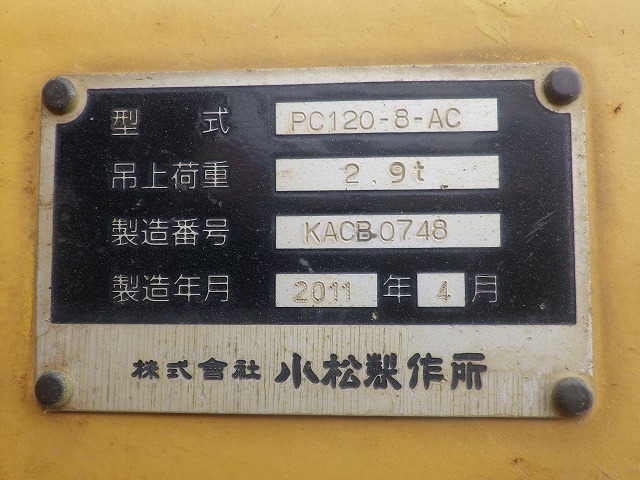 型式 PC120-8-AC
吊上荷重 2.9t
製造番号 KACB0748
製造年月 2011年4月
株式會社 小松製作所